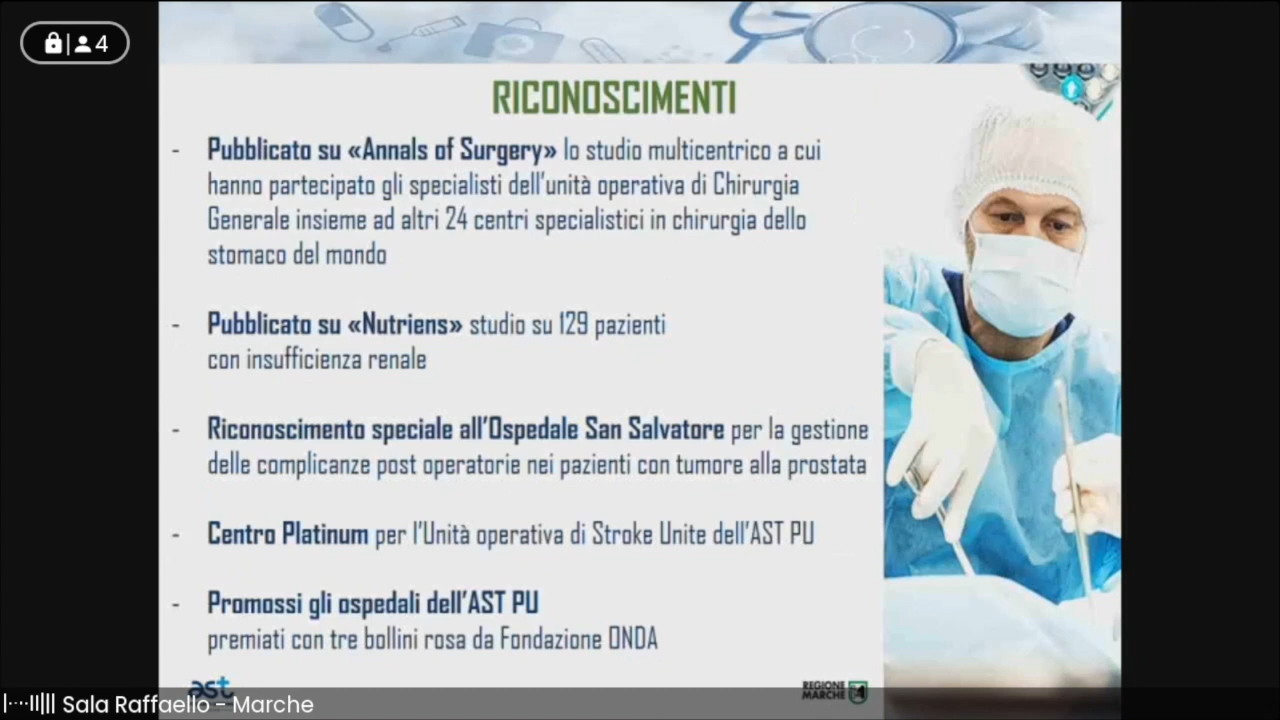 4
RICONOSCIMENTI
- Pubblicato su «Annals of Surgery» lo studio multicentrico a cui
hanno partecipato gli specialisti dell'unità operativa di Chirurgia
Generale insieme ad altri 24 centri specialistici in chirurgia dello
stomaco del mondo
- Pubblicato su «Nutriens» studio su 129 pazienti
con insufficienza renale
- Riconoscimento speciale all'Ospedale San Salvatore per la gestione
delle complicanze post operatorie nei pazienti con tumore alla prostata
- Centro Platinum per l'Unità operativa di Stroke Unite dell'AST PU
- Promossi gli ospedali dell'AST PU
premiati con tre bollini rosa da Fondazione ONDA
ast
REGIONE
MARCHE
Sala Raffaello - Marche